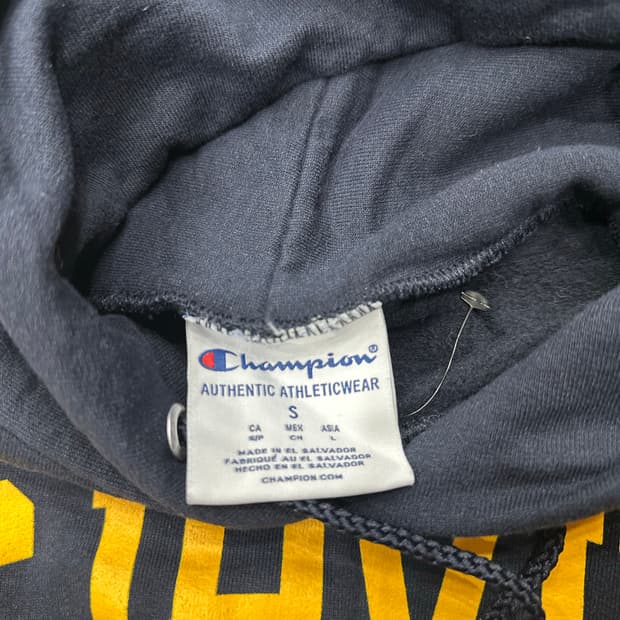 Champion®
AUTHENTIC ATHLETICWEAR
S
CA MEX ASIA
S/P CH L
MADE IN EL SALVADOR
FABRIQUÉ AU EL SALVADOR
HECHO EN EL SALVADOR
CHAMPION.COM